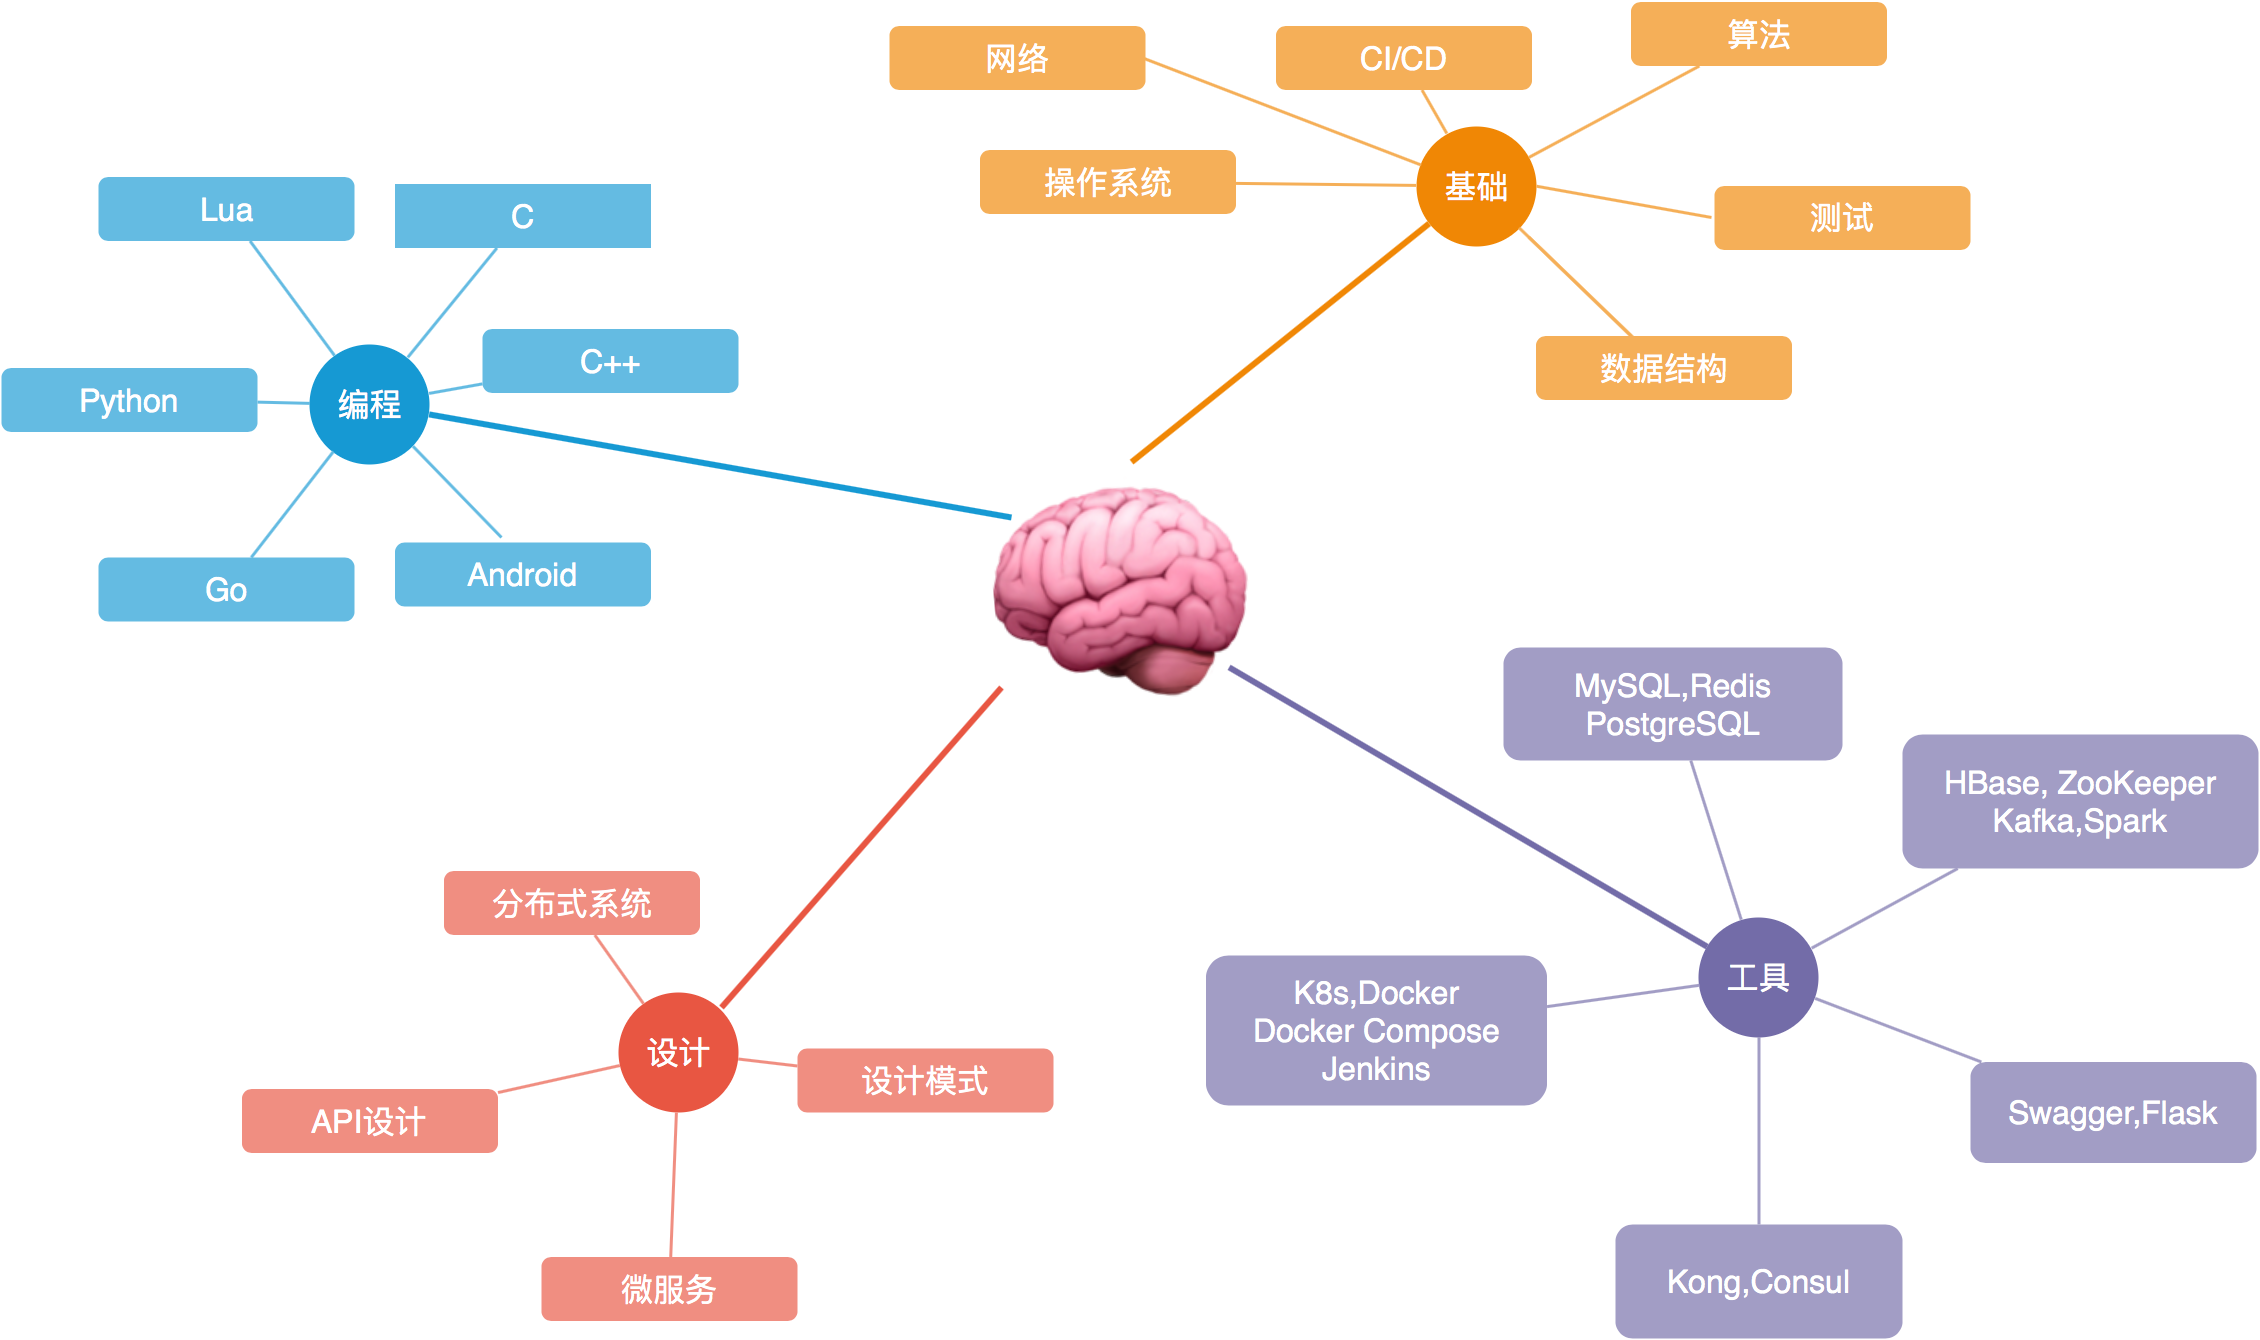 网络
CI/CD
算法
操作系统
基础
测试
数据结构
Lua
C
C++
Python
编程
Go
Android
MySQL,Redis
PostgreSQL
HBase, ZooKeeper
Kafka,Spark
工具
K8s,Docker
Docker Compose
Jenkins
Swagger,Flask
Kong,Consul
分布式系统
设计
设计模式
API设计
微服务